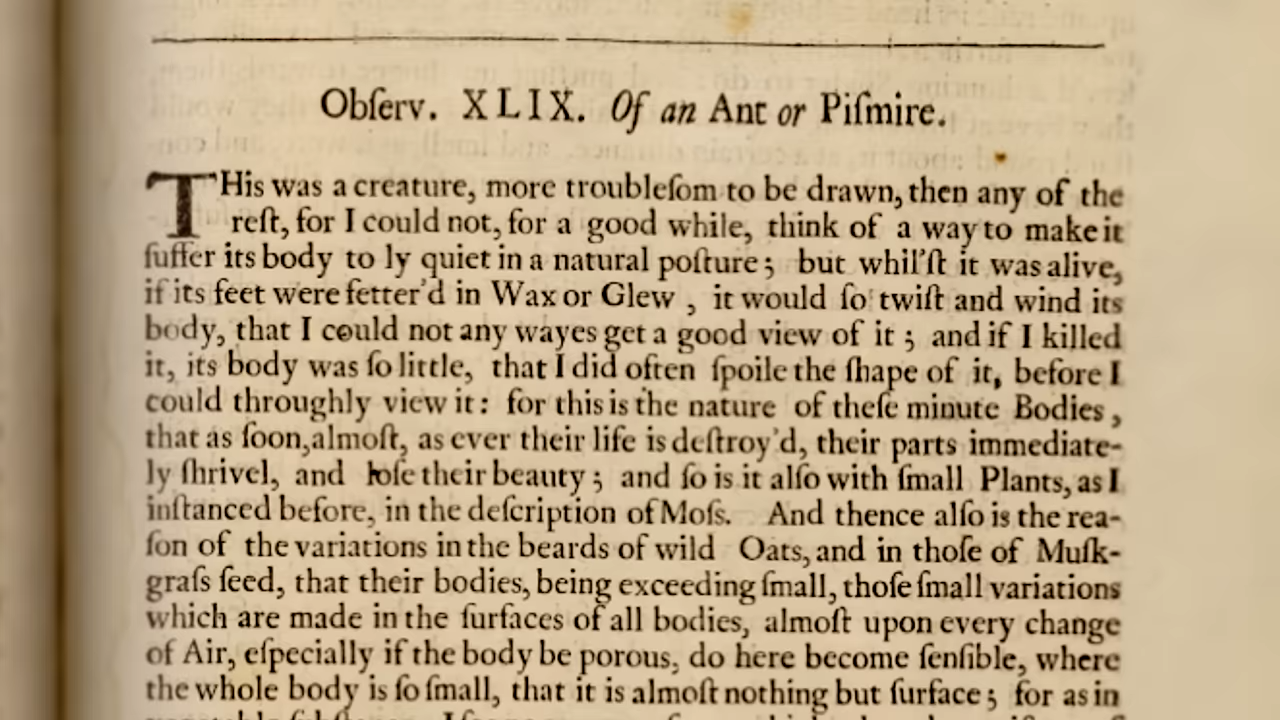 Obſerv. XLIX. Of an Ant or Piſmire.
THis was a creature, more troubleſom to be drawn, then any of the
reſt, for I could not, for a good while, think of a way to make it
ſuffer its body to ly quiet in a natural poſture; but whil'ſt it was alive,
if its feet were fetter'd in Wax or Glew, it would ſo twiſt and wind its
body, that I could not any wayes get a good view of it; and if I killed
it, its body was ſo little, that I did often ſpoile the ſhape of it, before I
could throughly view it: for this is the nature of theſe minute Bodies,
that as ſoon, almoſt, as ever their life is deſtroy'd, their parts immediate-
ly ſhrivel, and loſe their beauty; and ſo is it alſo with ſmall Plants, as I
inſtanced before, in the deſcription of Moſs. And thence alſo is the rea-
ſon of the variations in the beards of wild Oats, and in thoſe of Muſk-
graſs ſeed, that their bodies, being exceeding ſmall, thoſe ſmall variations
which are made in the ſurfaces of all bodies, almoſt upon every change
of Air, eſpecially if the body be porous, do here become ſenſible, where
the whole body is ſo ſmall, that it is almoſt nothing but ſurface; for as in